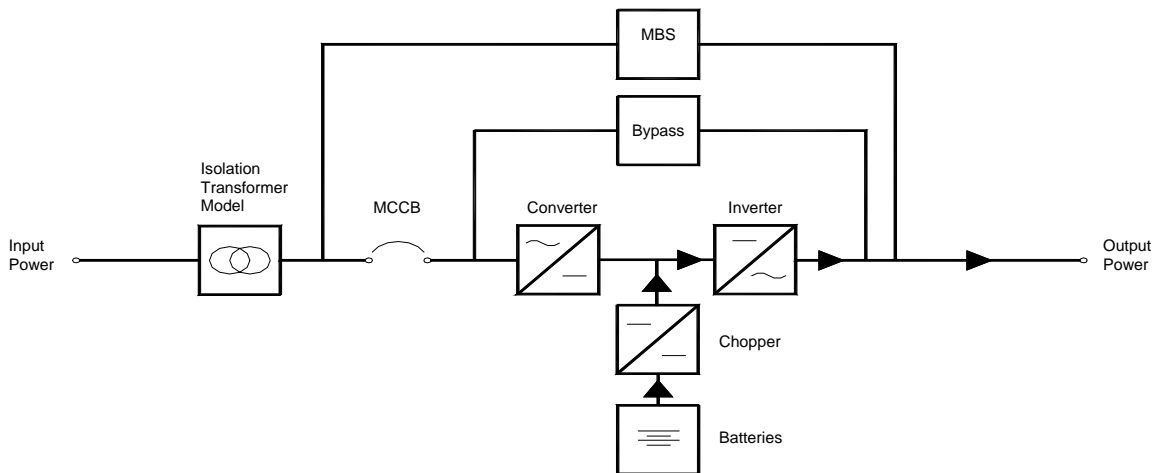 MBS
Bypass
Isolation
Transformer
Model
MCCB
Converter
Inverter
Input
Power
Output
Power
Chopper
Batteries